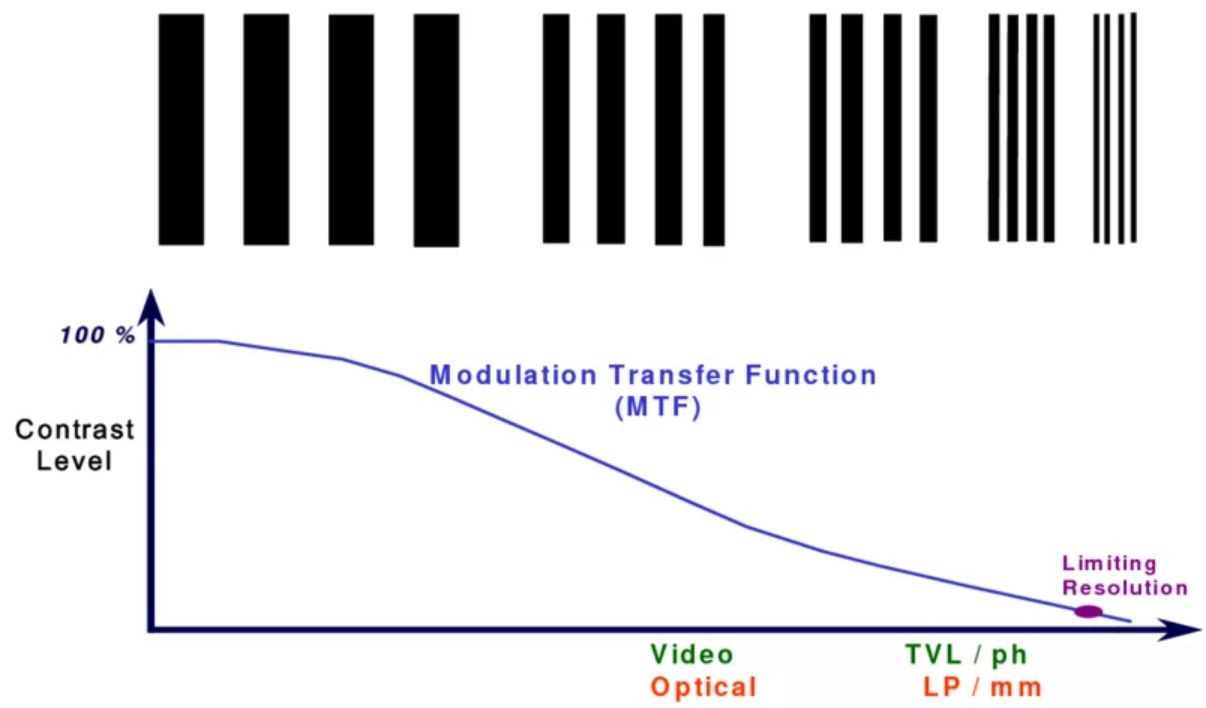 100 %
Contrast
Level
Modulation Transfer Function
(MTF)
Limiting
Resolution
Video TVL / ph
Optical LP / mm